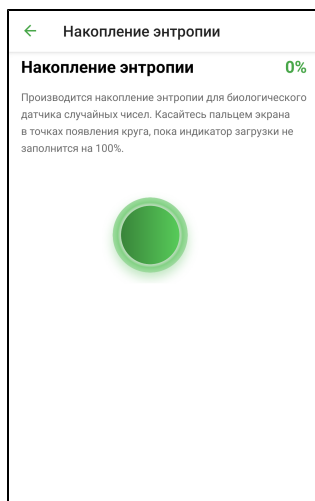 Накопление энтропии
Накопление энтропии 0%
Производится накопление энтропии для биологического
датчика случайных чисел. Касайтесь пальцем экрана
в точках появления круга, пока индикатор загрузки не
заполнится на 100%.